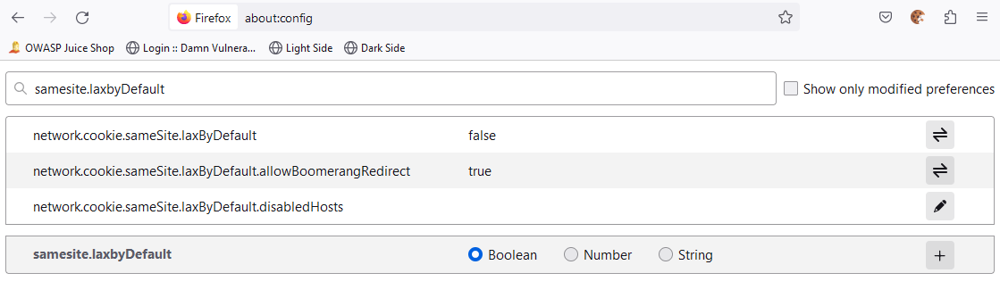 Firefox about:config
OWASP Juice Shop Login :: Damn Vulnera... Light Side Dark Side
samesite.laxbyDefault Show only modified preferences
network.cookie.sameSite.laxByDefault false
network.cookie.sameSite.laxByDefault.allowBoomerangRedirect true
network.cookie.sameSite.laxByDefault.disabledHosts
samesite.laxbyDefault Boolean Number String